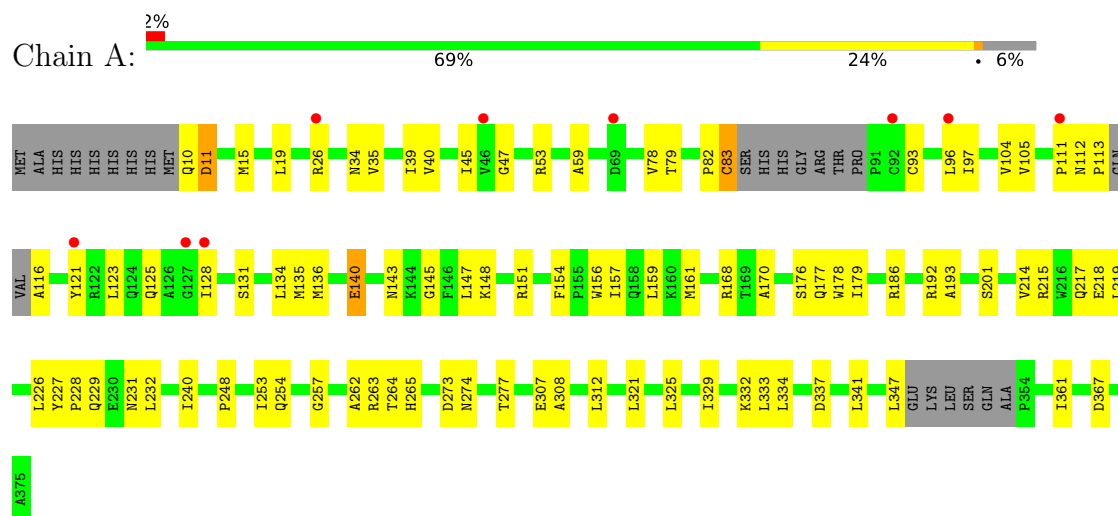 2%
Chain A:
69% 24% • 6%
MET ALA HIS HIS HIS HIS HIS HIS MET Q10 D11 M15 L19 R26 N34 V35 I39 V40 I45 V46 G47 R53 A59 D69 V78 T79 P82 C83 SER HIS HIS GLY ARG THR PRO P91 C92 C93 L96 I97 V104 V105 P111 N112 P113 GLN
VAL A116 Y121 R122 L123 Q124 Q125 A126 G127 I128 S131 L134 M135 M136 E140 N143 K144 G145 F146 L147 K148 R151 F154 P155 W156 I157 Q158 L159 K160 M161 R168 T169 A170 S176 Q177 W178 I179 R186 R192 A193 S201 V214 R215 W216 Q217 E218 L219
L226 Y227 P228 Q229 E230 N231 L232 I240 P248 I253 Q254 G257 A262 R263 T264 H265 D273 N274 T277 E307 A308 L312 L321 L325 I329 K332 L333 L334 D337 L341 L347 GLU LYS LEU SER GLN ALA P354 I361 D367
A375